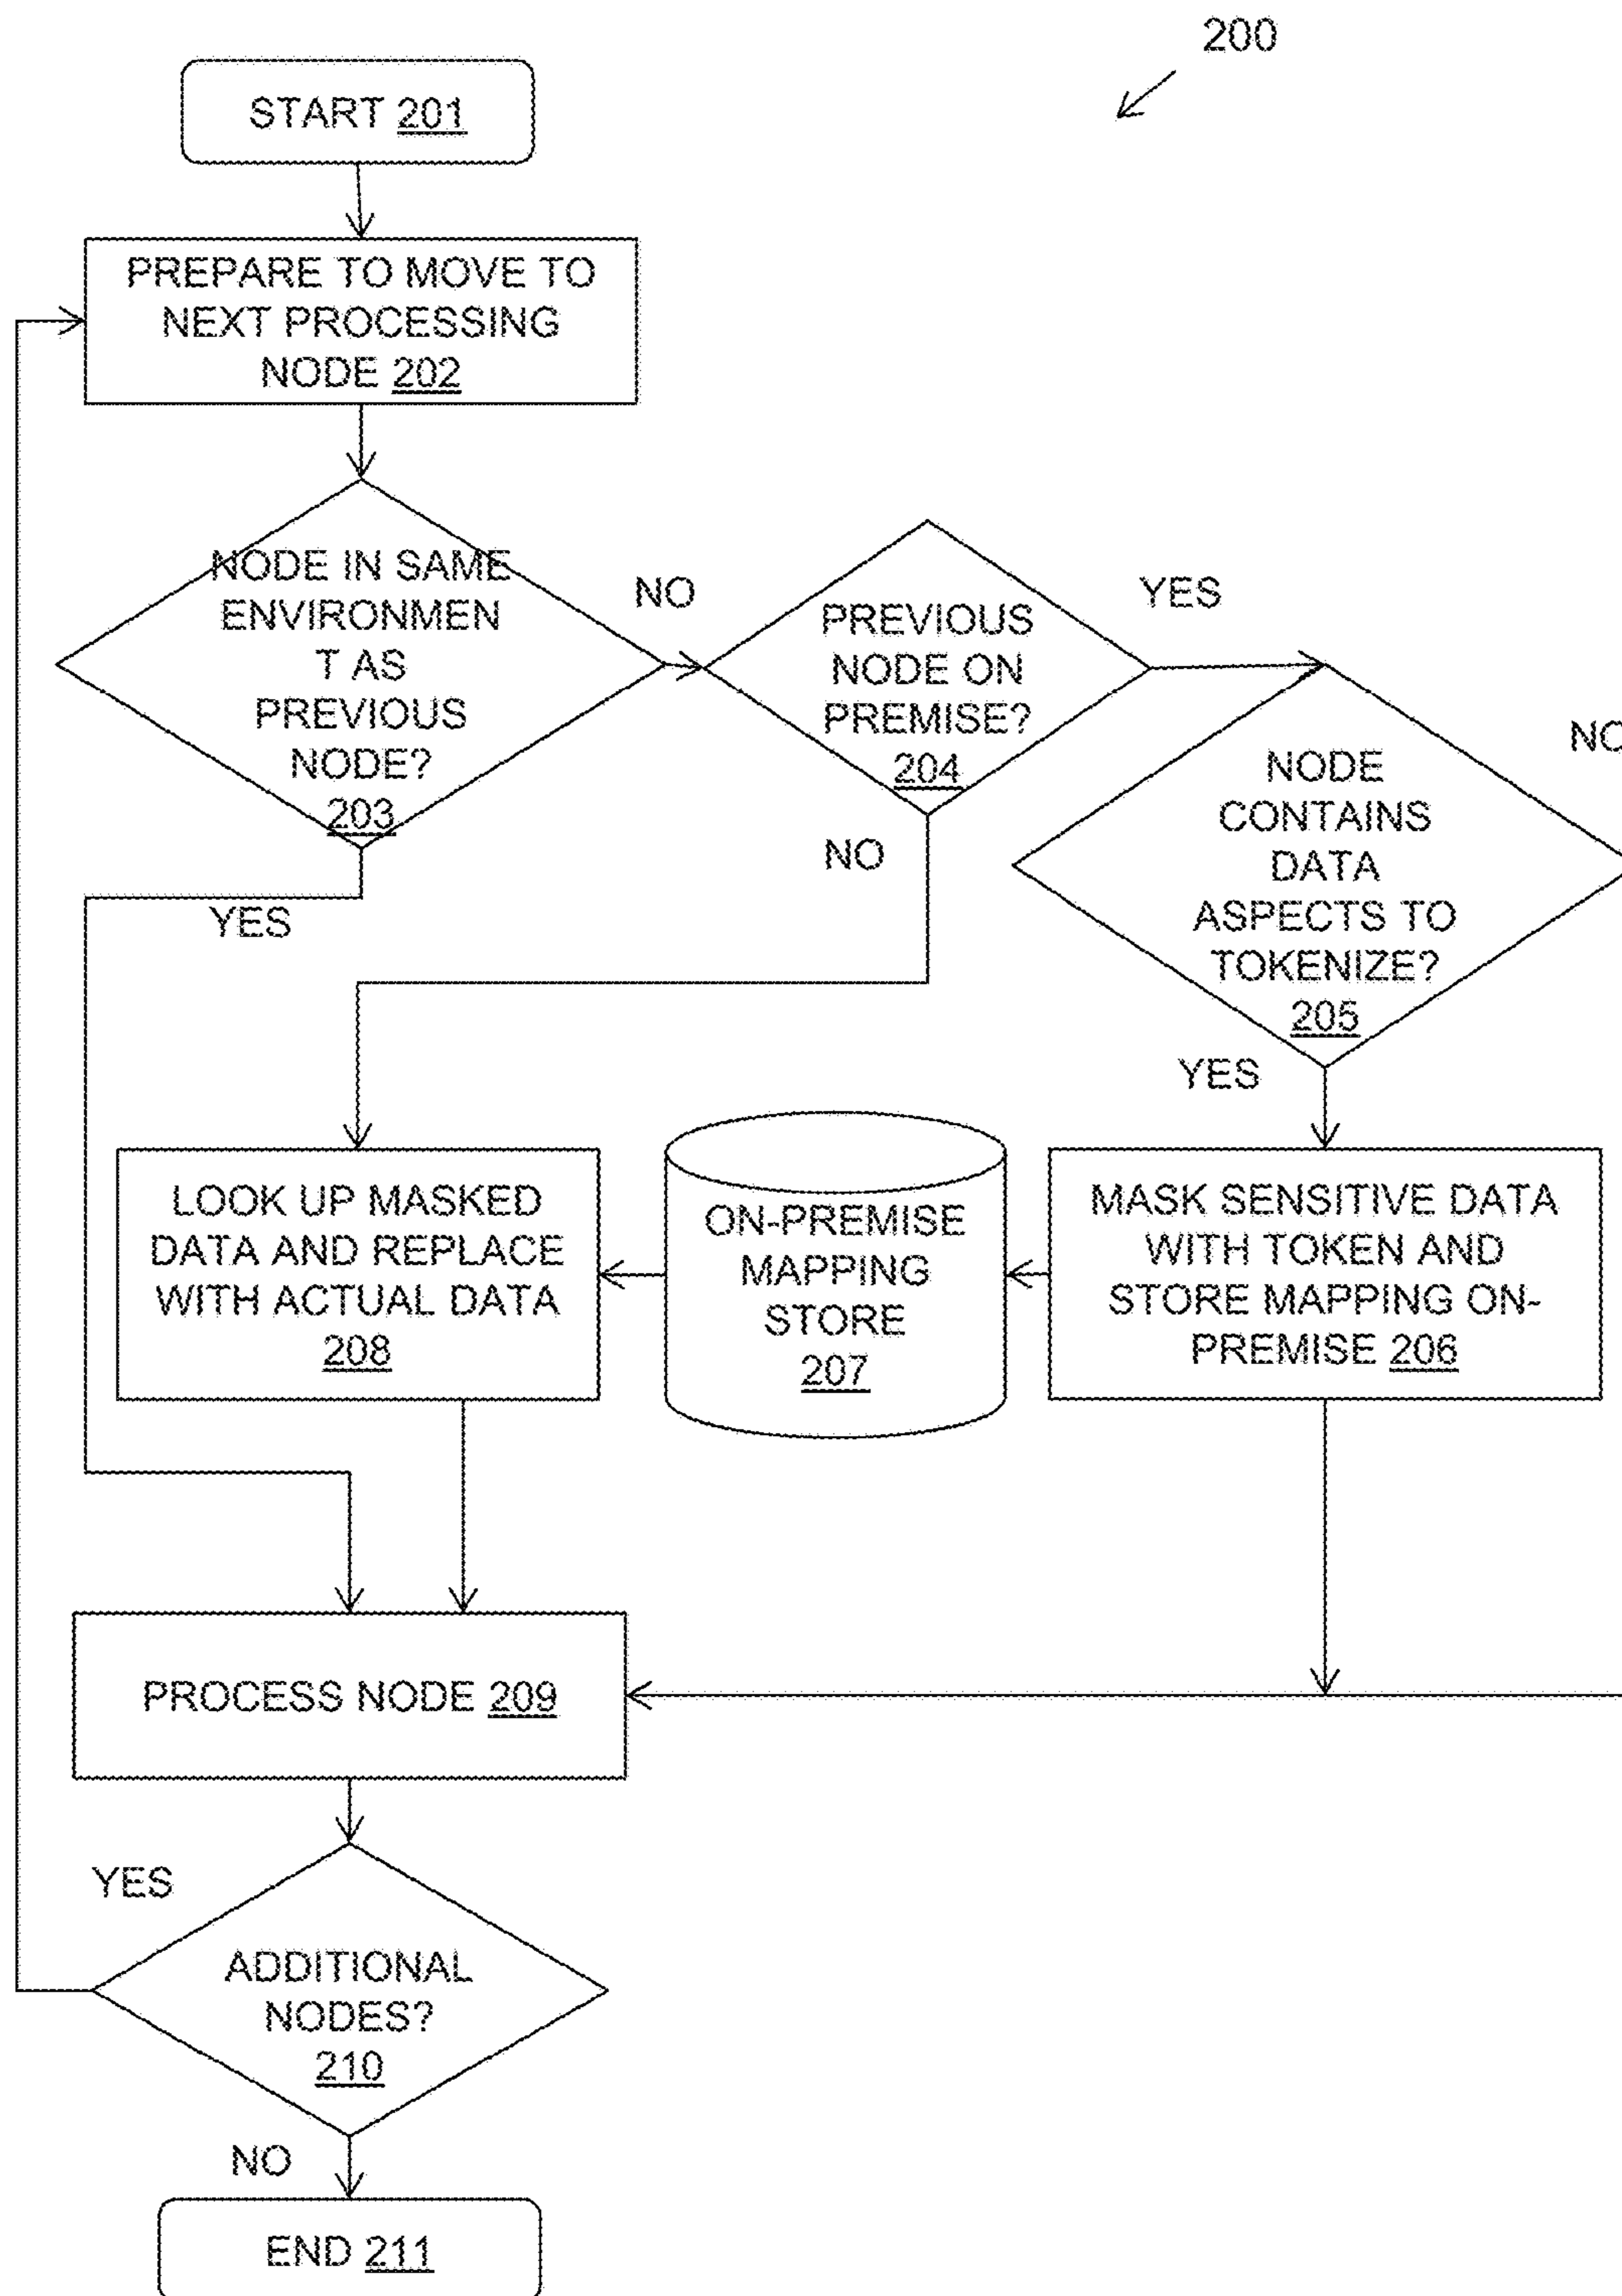 200
START 201
PREPARE TO MOVE TO
NEXT PROCESSING
NODE 202
NODE IN SAME
ENVIRONMEN
T AS
PREVIOUS
NODE?
203
NO
YES
PREVIOUS
NODE ON
PREMISE?
204
YES
NO
NODE
CONTAINS
DATA
ASPECTS TO
TOKENIZE?
205
NO
YES
LOOK UP MASKED
DATA AND REPLACE
WITH ACTUAL DATA
208
ON-PREMISE
MAPPING
STORE
207
MASK SENSITIVE DATA
WITH TOKEN AND
STORE MAPPING ON-
PREMISE 206
PROCESS NODE 209
YES
ADDITIONAL
NODES?
210
NO
END 211